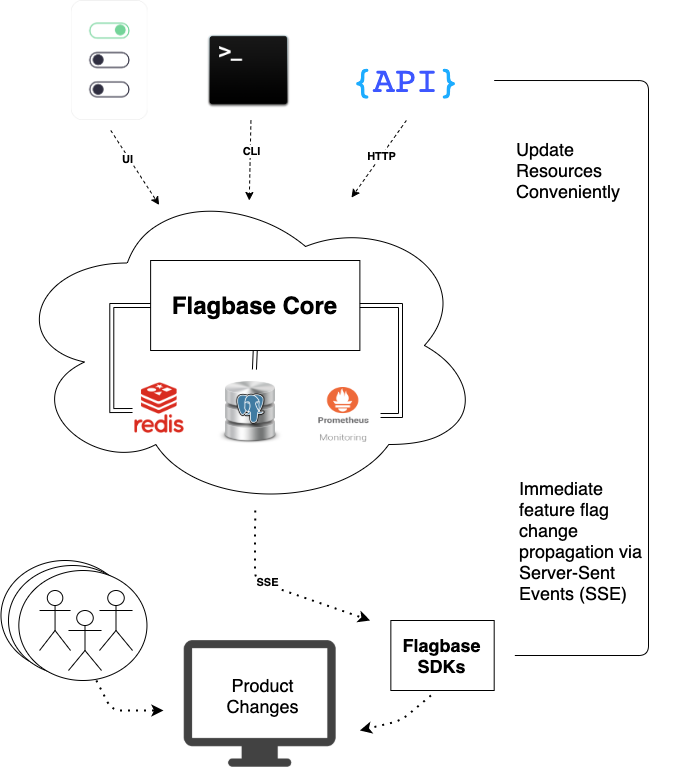 >_
{API}
UI
CLI
HTTP
Update
Resources
Conveniently
Flagbase Core
redis
Prometheus
Monitoring
Immediate
feature flag
change
propagation via
Server-Sent
Events (SSE)
SSE
Flagbase
SDKs
Product
Changes